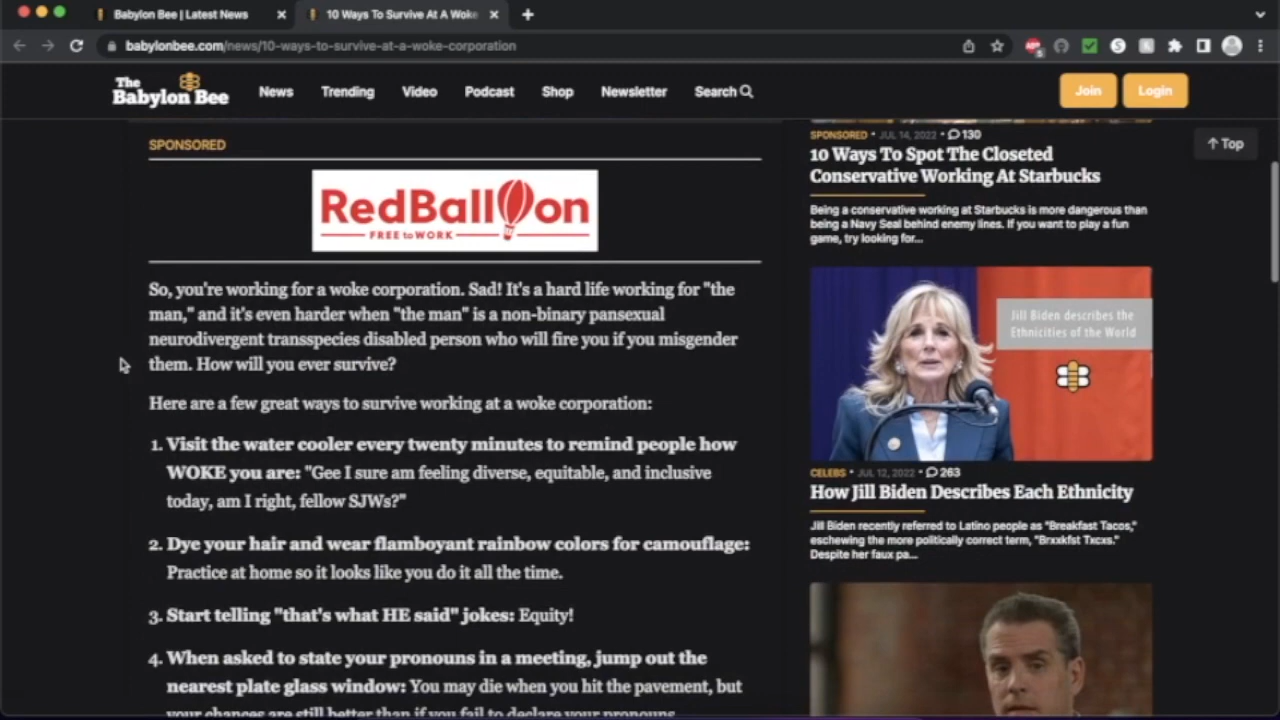 Babylon Bee | Latest News
10 Ways To Survive At A Woke
babylonbee.com/news/10-ways-to-survive-at-a-woke-corporation
The
Babylon Bee
News
Trending
Video
Podcast
Shop
Newsletter
Search
Join
Login
↑ Top
SPONSORED
RedBalloon
FREE to WORK
So, you're working for a woke corporation. Sad! It's a hard life working for "the
man," and it's even harder when "the man" is a non-binary pansexual
neurodivergent transspecies disabled person who will fire you if you misgender
them. How will you ever survive?
Here are a few great ways to survive working at a woke corporation:
1. Visit the water cooler every twenty minutes to remind people how
WOKE you are: "Gee I sure am feeling diverse, equitable, and inclusive
today, am I right, fellow SJWs?"
2. Dye your hair and wear flamboyant rainbow colors for camouflage:
Practice at home so it looks like you do it all the time.
3. Start telling "that's what HE said" jokes: Equity!
4. When asked to state your pronouns in a meeting, jump out the
nearest plate glass window: You may die when you hit the pavement, but
your chances are still better than if you fail to declare your pronouns
SPONSORED • JUL 14, 2022 • 130
10 Ways To Spot The Closeted
Conservative Working At Starbucks
Being a conservative working at Starbucks is more dangerous than
being a Navy Seal behind enemy lines. If you want to play a fun
game, try looking for...
Jill Biden describes the
Ethnicities of the World
CELEBS • JUL 12, 2022 • 263
How Jill Biden Describes Each Ethnicity
Jill Biden recently referred to Latino people as "Breakfast Tacos,"
eschewing the more politically correct term, "Brxxkfst Txcxs."
Despite her faux pa...